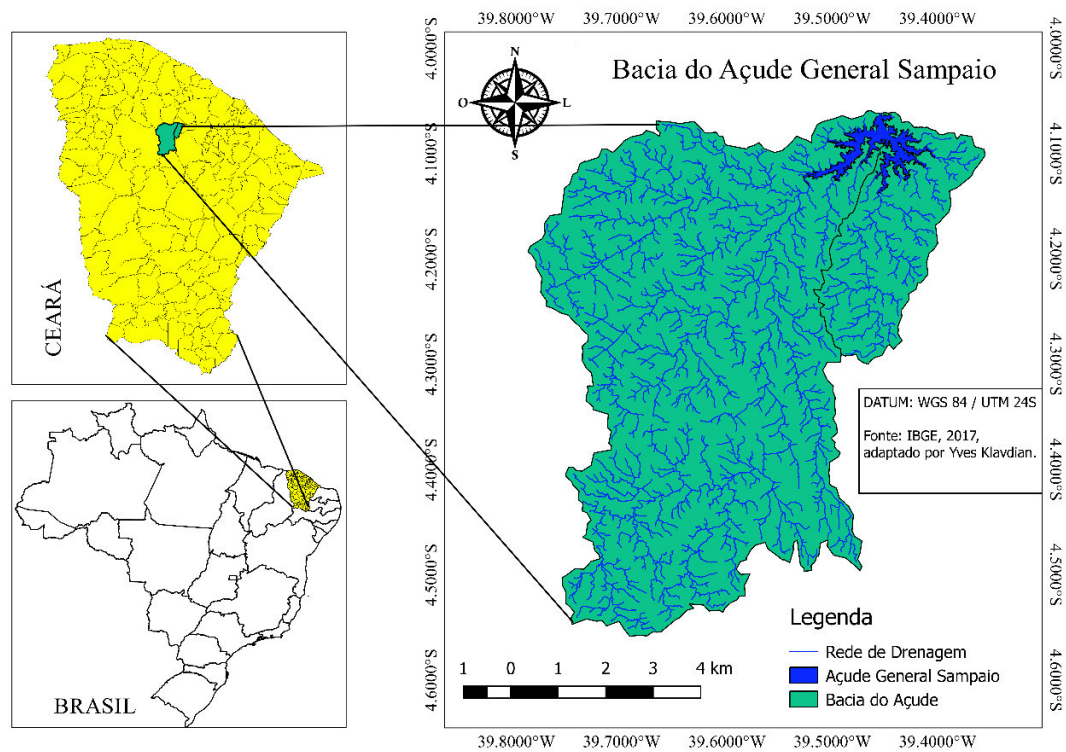 39.8000°W 39.7000°W 39.6000°W 39.5000°W 39.4000°W
Bacia do Açude General Sampaio
N
O L
S
CEARÁ
BRASIL
4.0000°S
4.1000°S
4.2000°S
4.3000°S
4.4000°S
4.5000°S
4.6000°S
4.0000°S
4.1000°S
4.2000°S
4.3000°S
4.4000°S
4.5000°S
4.6000°S
DATUM: WGS 84 / UTM 24S
Fonte: IBGE, 2017,
adaptado por Yves Klavdian.
Legenda
Rede de Drenagem
Açude General Sampaio
Bacia do Açude
1 0 1 2 3 4 km
39.8000°W 39.7000°W 39.6000°W 39.5000°W 39.4000°W